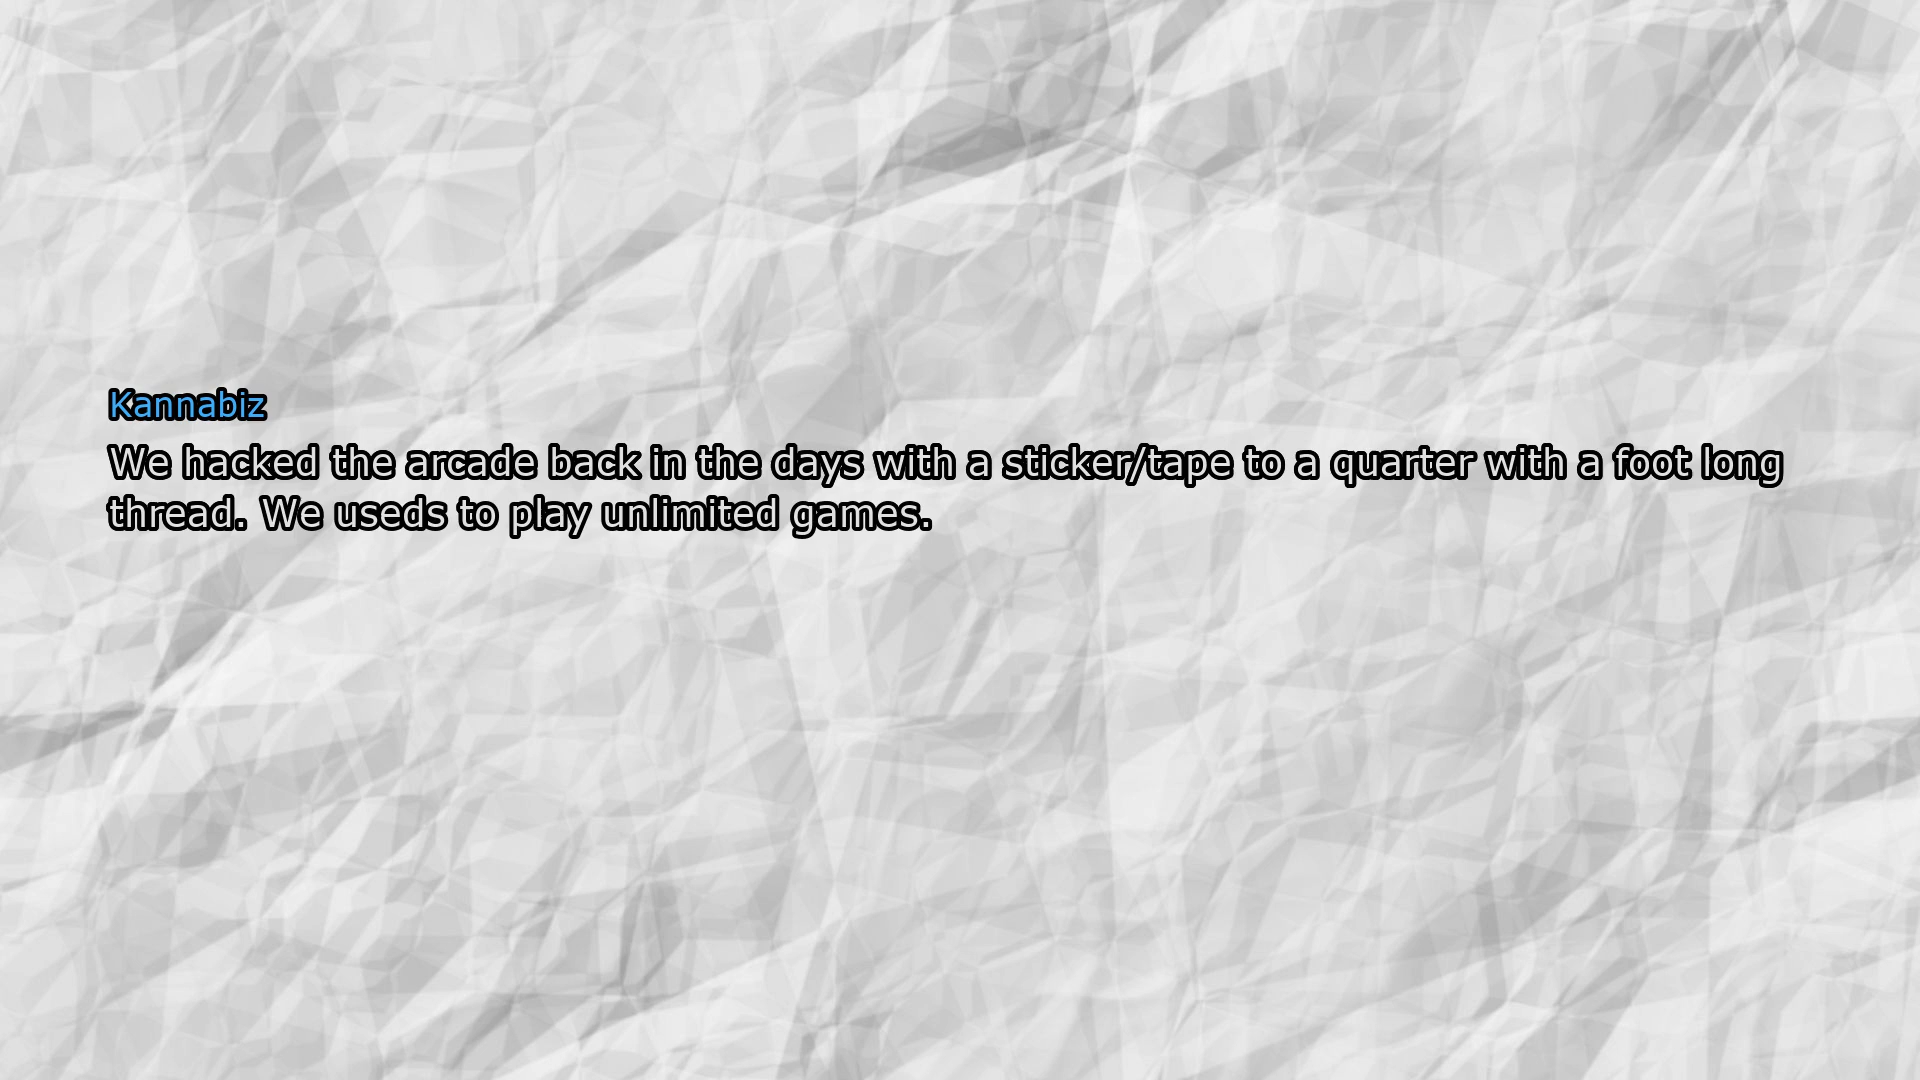 Kannabiz
We hacked the arcade back in the days with a sticker/tape to a quarter with a foot long
thread. We useds to play unlimited games.